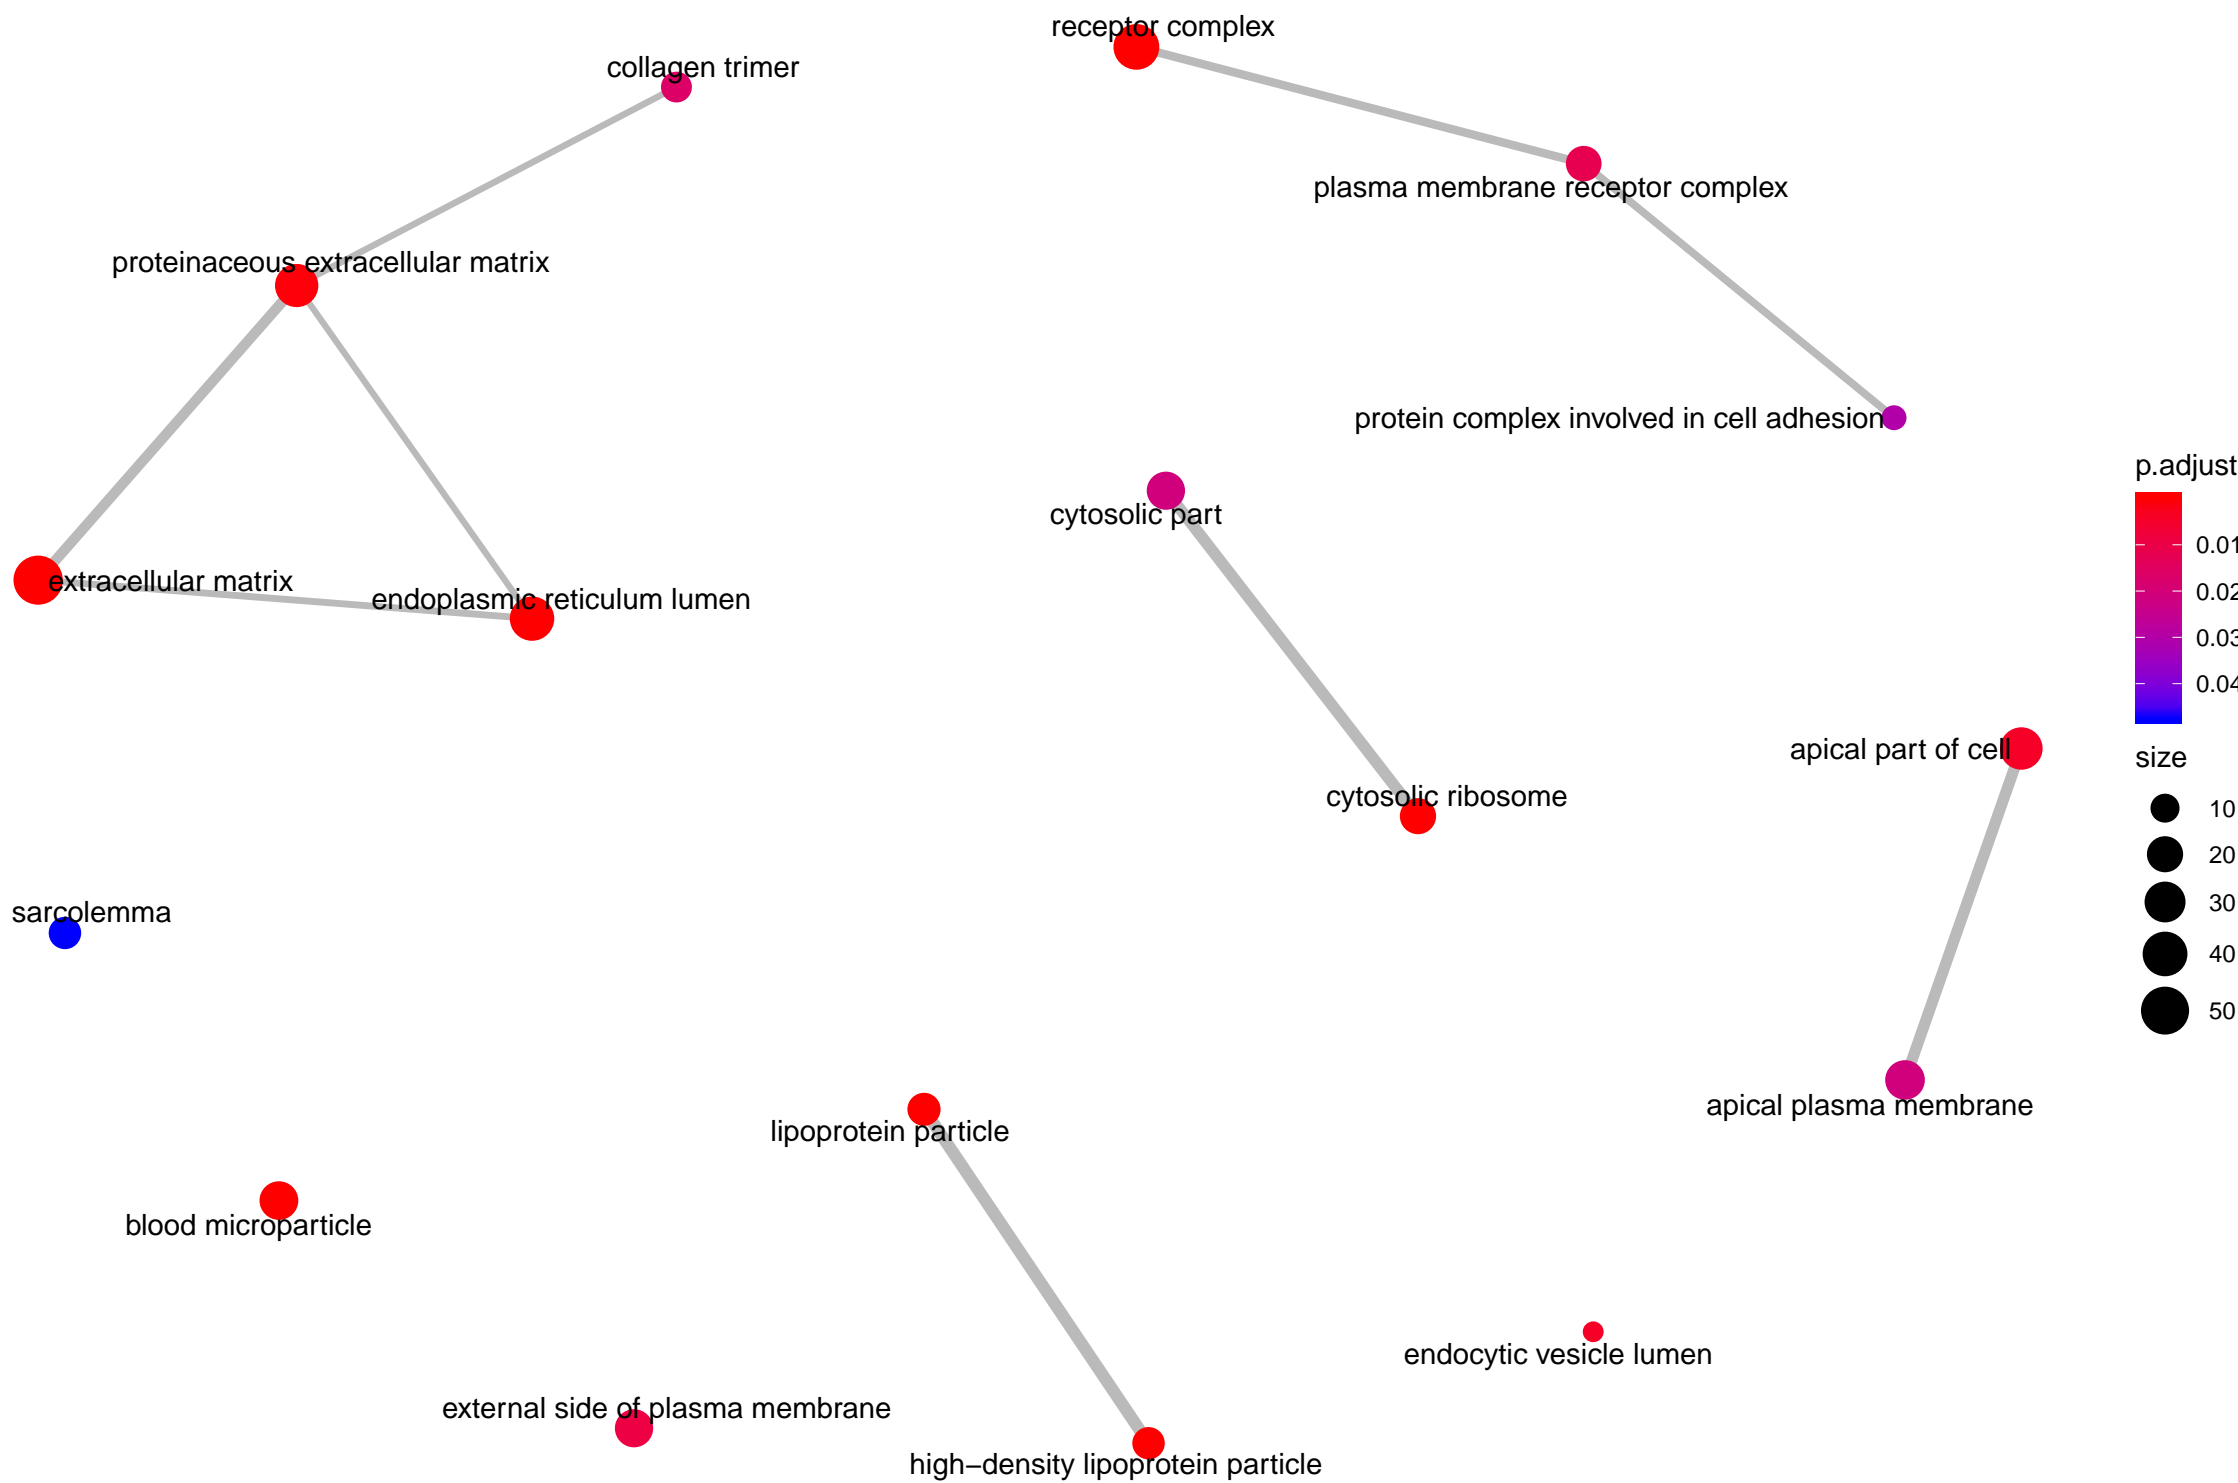 receptor complex
collagen trimer
plasma membrane receptor complex
proteinaceous extracellular matrix
protein complex involved in cell adhesion
p.adjust
cytosolic part
0.01
0.02
extracellular matrix
endoplasmic reticulum lumen
0.03
0.04
apical part of cell
size
cytosolic ribosome
10
20
sarcolemma
30
40
50
apical plasma membrane
lipoprotein particle
blood microparticle
endocytic vesicle lumen
external side of plasma membrane
high−density lipoprotein particle